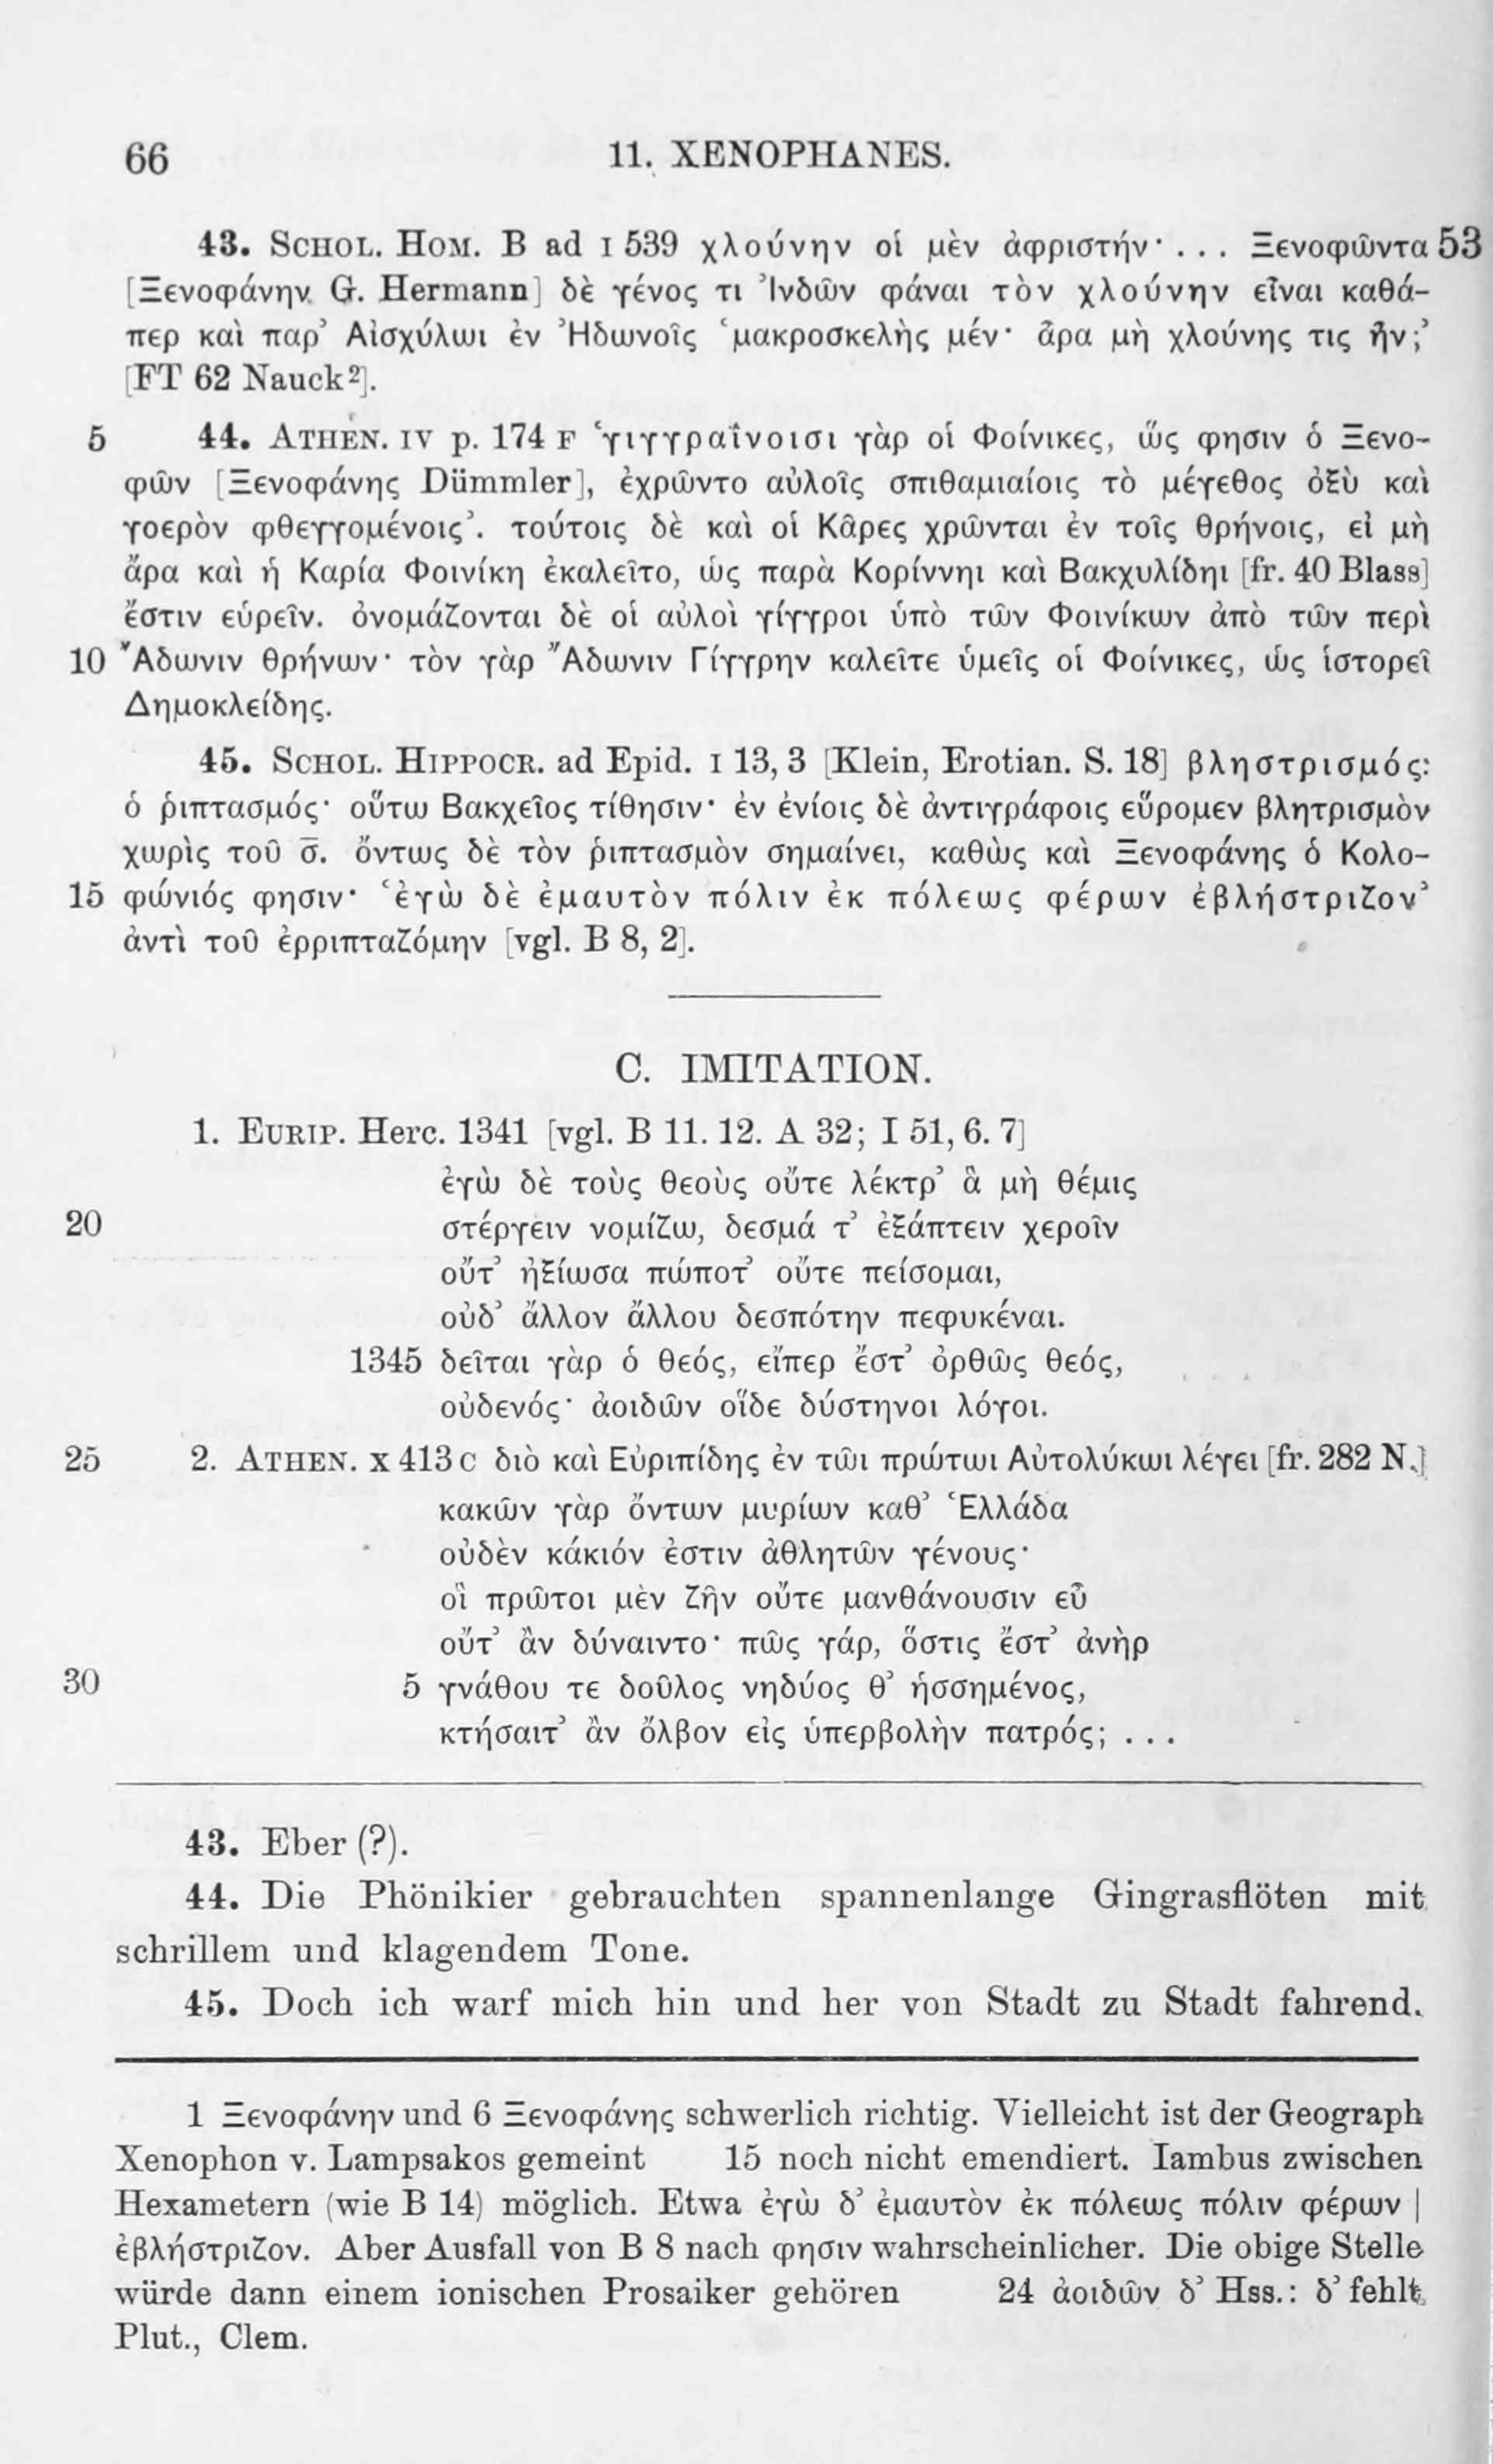 66 11. XENOPHANES.
43. SCHOL. HOM. B ad I 539 χλούνην οἱ μὲν ἀφριστήν· . . . Ξενοφῶντα 53
[Ξενοφάνην G. Hermann] δὲ γένος τι Ἰνδῶν φάναι τὸν χλούνην εἶναι καθά-
περ καὶ παρ’ Αἰσχύλωι ἐν Ἠδωνοῖς ‘μακροσκελὴς μέν· ἆρα μὴ χλούνης τις ἦν;’
[FT 62 Nauck²].
5 44. ATHEN. IV p. 174 F ‘γιγγραΐνοισι γὰρ οἱ Φοίνικες, ὥς φησιν ὁ Ξενο-
φῶν [Ξενοφάνης Dümmler], ἐχρῶντο αὐλοῖς σπιθαμιαίοις τὸ μέγεθος ὀξὺ καὶ
γοερὸν φθεγγομένοις’. τούτοις δὲ καὶ οἱ Κᾶρες χρῶνται ἐν τοῖς θρήνοις, εἰ μὴ
ἄρα καὶ ἡ Καρία Φοινίκη ἐκαλεῖτο, ὡς παρὰ Κορίννηι καὶ Βακχυλίδηι [fr. 40 Blass]
ἔστιν εὑρεῖν. ὀνομάζονται δὲ οἱ αὐλοὶ γίγγροι ὑπὸ τῶν Φοινίκων ἀπὸ τῶν περὶ
10 Ἄδωνιν θρήνων· τὸν γὰρ Ἄδωνιν Γίγγρην καλεῖτε ὑμεῖς οἱ Φοίνικες, ὡς ἱστορεῖ
Δημοκλείδης.
45. SCHOL. HIPPOCR. ad Epid. I 13, 3 [Klein, Erotian. S. 18] βληστρισμός:
ὁ ῥιπτασμός· οὕτω Βακχεῖος τίθησιν· ἐν ἐνίοις δὲ ἀντιγράφοις εὕρομεν βλητρισμὸν
χωρὶς τοῦ σ̅. ὄντως δὲ τὸν ῥιπτασμὸν σημαίνει, καθὼς καὶ Ξενοφάνης ὁ Κολο-
15 φώνιός φησιν· ‘ἐγὼ δὲ ἐμαυτὸν πόλιν ἐκ πόλεως φέρων ἐβλήστριζον’
ἀντὶ τοῦ ἐρριπταζόμην [vgl. B 8, 2].
C. IMITATION.
1. EURIP. Herc. 1341 [vgl. B 11. 12. A 32; I 51, 6. 7]
ἐγὼ δὲ τοὺς θεοὺς οὔτε λέκτρ’ ἃ μὴ θέμις
20 στέργειν νομίζω, δεσμά τ’ ἐξάπτειν χεροῖν
οὔτ’ ἠξίωσα πώποτ’ οὔτε πείσομαι,
οὐδ’ ἄλλον ἄλλου δεσπότην πεφυκέναι.
1345 δεῖται γὰρ ὁ θεός, εἴπερ ἔστ’ ὀρθῶς θεός,
οὐδενός· ἀοιδῶν οἵδε δύστηνοι λόγοι.
25 2. ATHEN. X 413 C διὸ καὶ Εὐριπίδης ἐν τῶι πρώτωι Αὐτολύκωι λέγει [fr. 282 N.]
κακῶν γὰρ ὄντων μυρίων καθ’ Ἑλλάδα
οὐδὲν κάκιόν ἐστιν ἀθλητῶν γένους·
οἳ πρῶτοι μὲν ζῆν οὔτε μανθάνουσιν εὖ
οὔτ’ ἂν δύναιντο· πῶς γάρ, ὅστις ἔστ’ ἀνὴρ
30 5 γνάθου τε δοῦλος νηδύος θ’ ἡσσημένος,
κτήσαιτ’ ἂν ὄλβον εἰς ὑπερβολὴν πατρός; . . .
43. Eber (?).
44. Die Phönikier gebrauchten spannenlange Gingrasflöten mit
schrillem und klagendem Tone.
45. Doch ich warf mich hin und her von Stadt zu Stadt fahrend.
1 Ξενοφάνην und 6 Ξενοφάνης schwerlich richtig. Vielleicht ist der Geograph
Xenophon v. Lampsakos gemeint 15 noch nicht emendiert. Iambus zwischen
Hexametern (wie B 14) möglich. Etwa ἐγὼ δ’ ἐμαυτὸν ἐκ πόλεως πόλιν φέρων |
ἐβλήστριζον. Aber Ausfall von B 8 nach φησιν wahrscheinlicher. Die obige Stelle
würde dann einem ionischen Prosaiker gehören 24 ἀοιδῶν δ’ Hss.: δ’ fehlt
Plut., Clem.